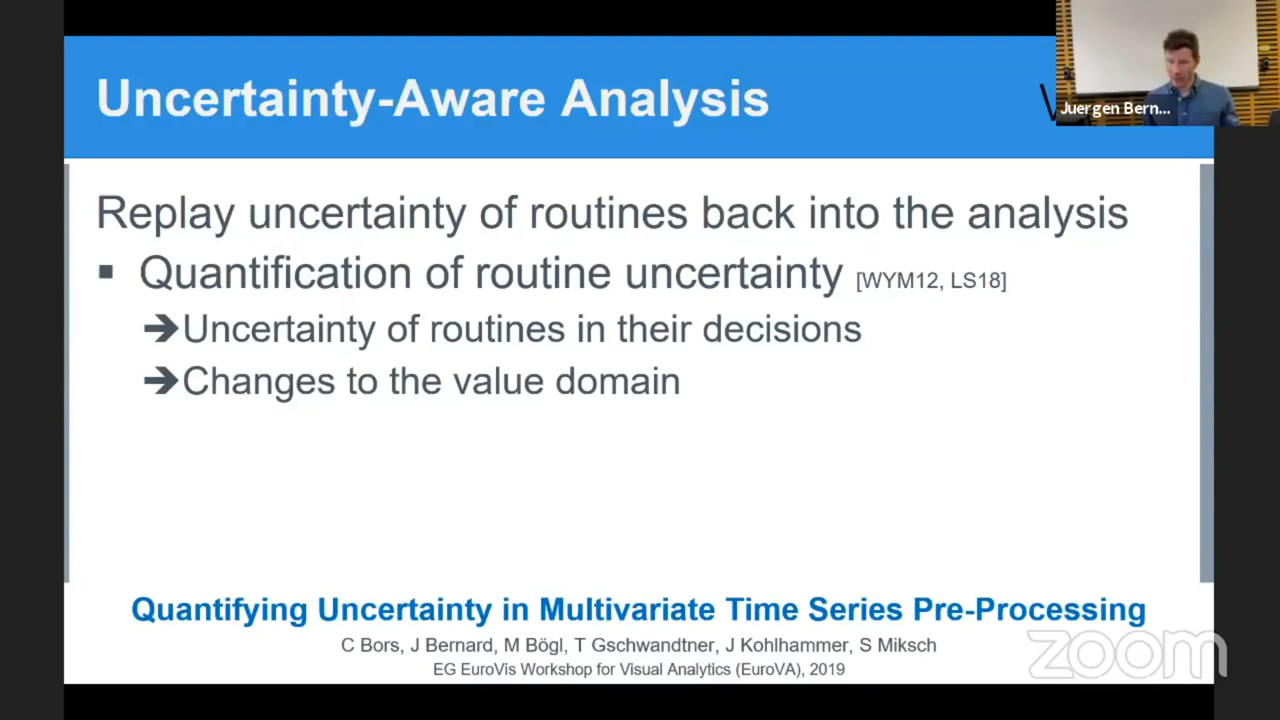 Uncertainty-Aware Analysis
Juergen Bern...
Replay uncertainty of routines back into the analysis
▪ Quantification of routine uncertainty [WYM12, LS18]
➔Uncertainty of routines in their decisions
➔Changes to the value domain
Quantifying Uncertainty in Multivariate Time Series Pre-Processing
C Bors, J Bernard, M Bögl, T Gschwandtner, J Kohlhammer, S Miksch
EG EuroVis Workshop for Visual Analytics (EuroVA), 2019
zoom